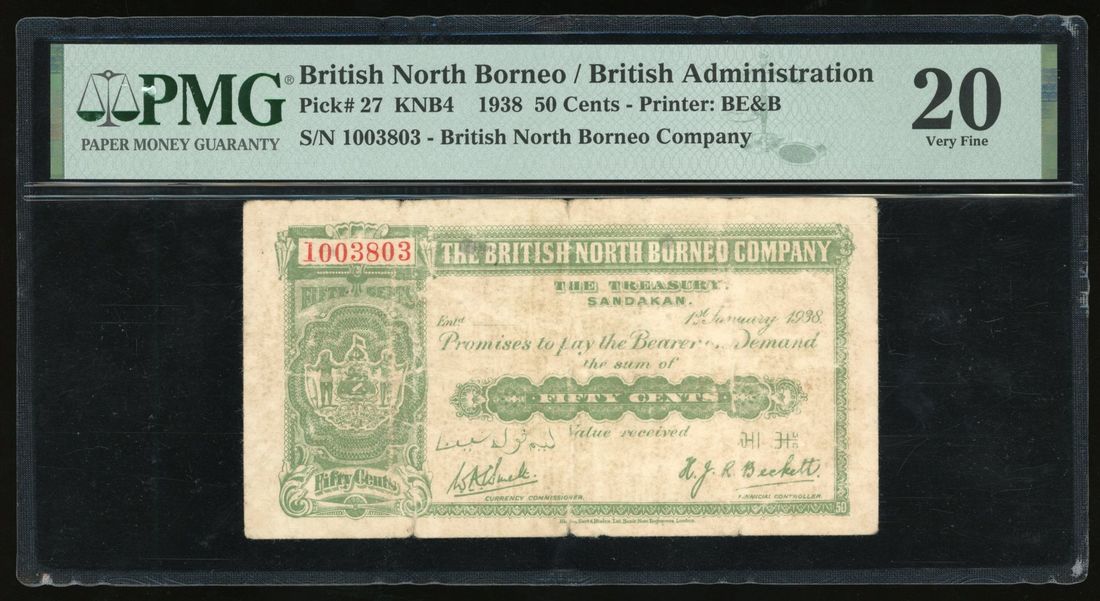 PMG®
PAPER MONEY GUARANTY
British North Borneo / British Administration
Pick# 27 KNB4 1938 50 Cents - Printer: BE&B
S/N 1003803 - British North Borneo Company
20
Very Fine
1003803
THE BRITISH NORTH BORNEO COMPANY
FIFTY CENTS
THE TREASURY.
SANDAKAN.
Entd
1st January 1938.
Promises to pay the Bearer on Demand
the sum of
FIFTY CENTS
Value received
H. J. R. Beckett
Fifty Cents
CURRENCY COMMISSIONER.
FINANCIAL CONTROLLER.
50